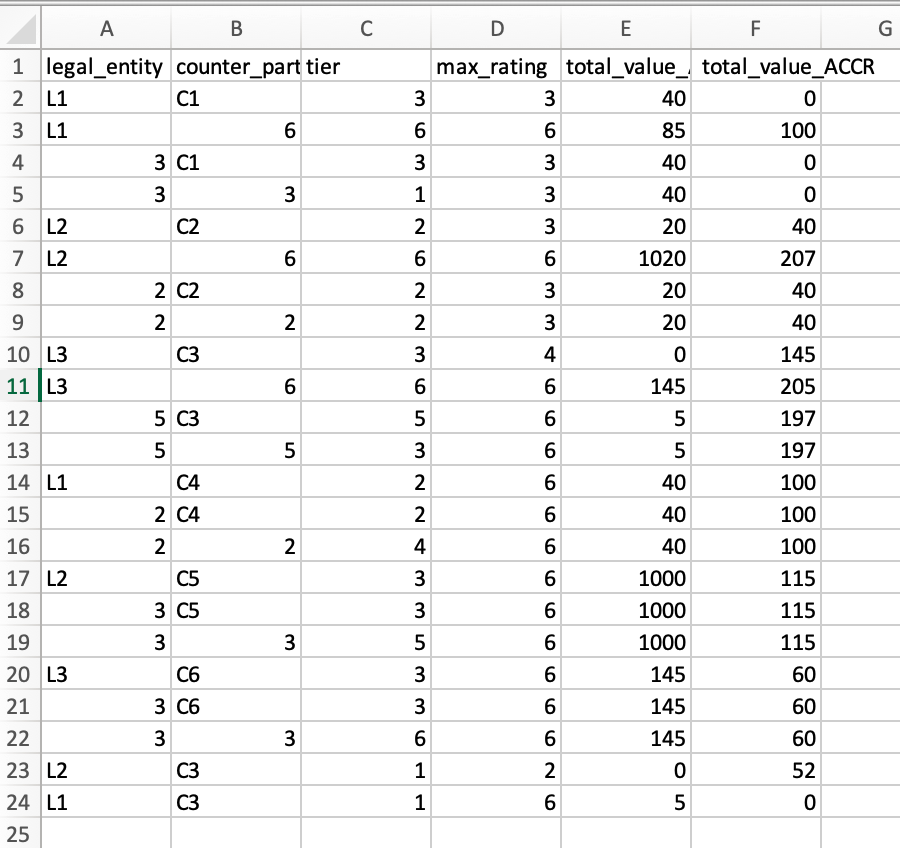 A B C D E F G
1 legal_entity counter_part tier max_rating total_value_ total_value_ACCR
2 L1 C1 3 3 40 0
3 L1 6 6 6 85 100
4 3 C1 3 3 40 0
5 3 3 1 3 40 0
6 L2 C2 2 3 20 40
7 L2 6 6 6 1020 207
8 2 C2 2 3 20 40
9 2 2 2 3 20 40
10 L3 C3 3 4 0 145
11 L3 6 6 6 145 205
12 5 C3 5 6 5 197
13 5 5 3 6 5 197
14 L1 C4 2 6 40 100
15 2 C4 2 6 40 100
16 2 2 4 6 40 100
17 L2 C5 3 6 1000 115
18 3 C5 3 6 1000 115
19 3 3 5 6 1000 115
20 L3 C6 3 6 145 60
21 3 C6 3 6 145 60
22 3 3 6 6 145 60
23 L2 C3 1 2 0 52
24 L1 C3 1 6 5 0
25